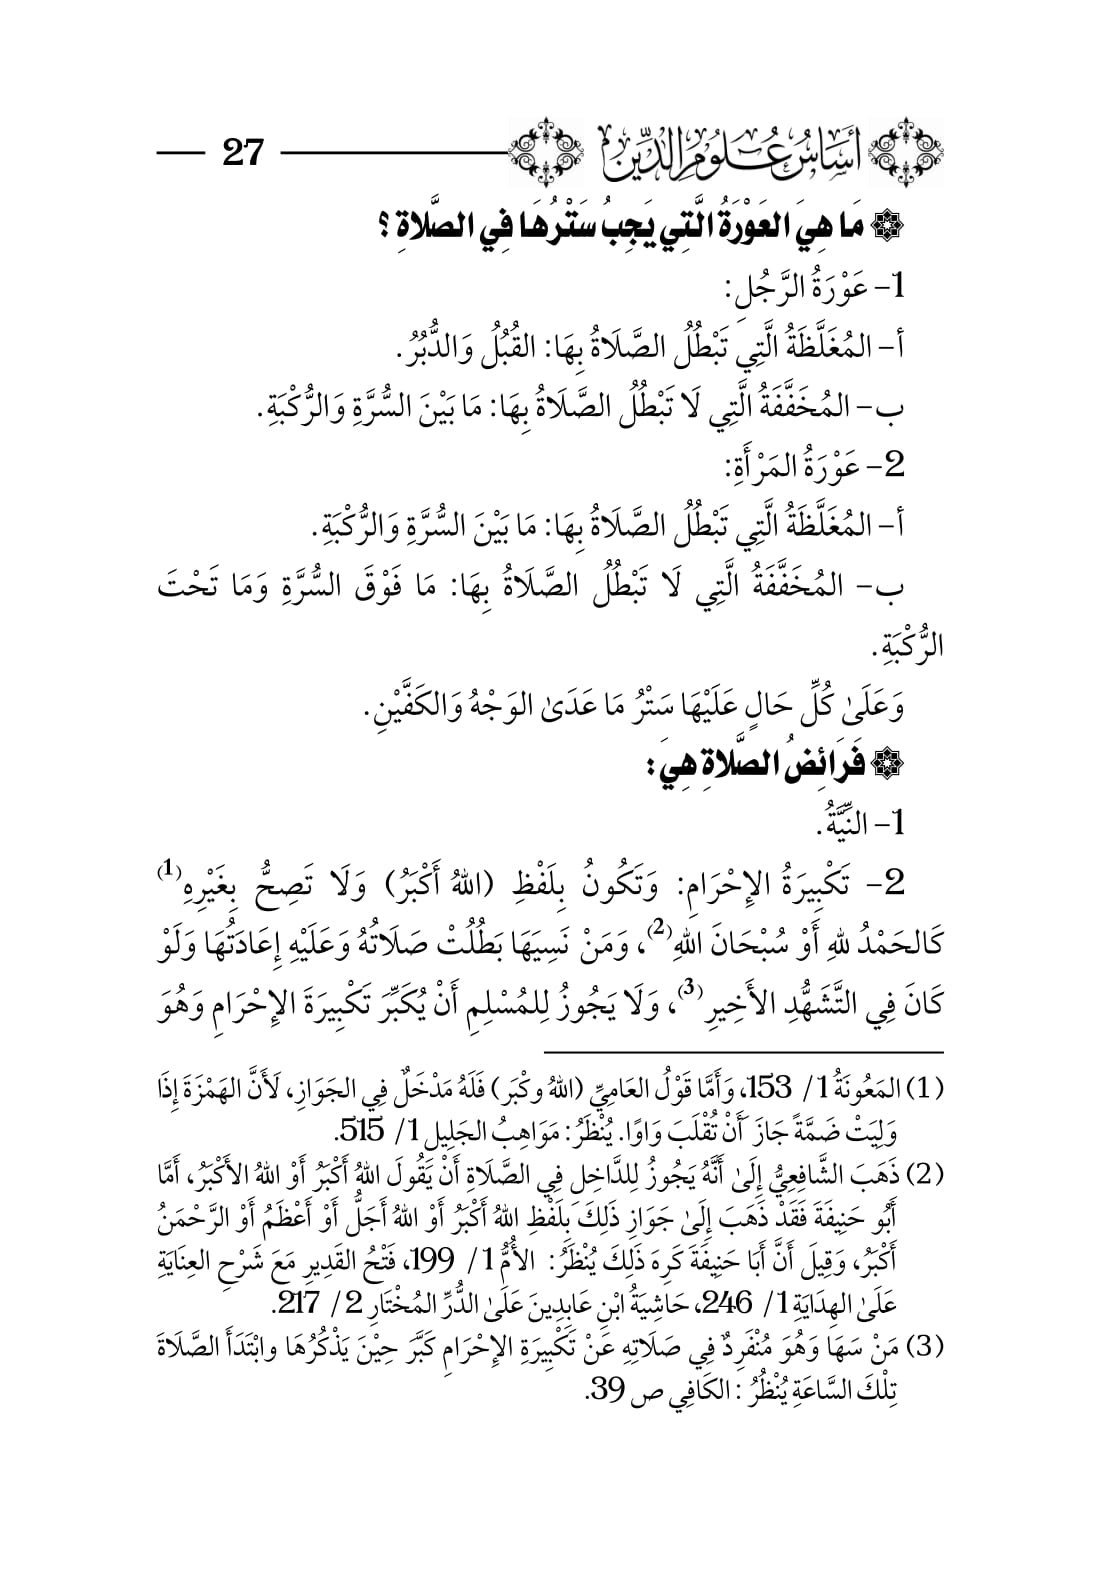 أَسَاسُ عُلُومِ الدِّينِ 27
مَا هِيَ العَوْرَةُ الَّتِي يَجِبُ سَتْرُهَا فِي الصَّلَاةِ ؟
1- عَوْرَةُ الرَّجُلِ:
أ- المُغَلَّظَةُ الَّتِي تَبْطُلُ الصَّلَاةُ بِهَا: القُبُلُ وَالدُّبُرُ.
ب- المُخَفَّفَةُ الَّتِي لَا تَبْطُلُ الصَّلَاةُ بِهَا: مَا بَيْنَ السُّرَّةِ وَالرُّكْبَةِ.
2- عَوْرَةُ المَرْأَةِ:
أ- المُغَلَّظَةُ الَّتِي تَبْطُلُ الصَّلَاةُ بِهَا: مَا بَيْنَ السُّرَّةِ وَالرُّكْبَةِ.
ب- المُخَفَّفَةُ الَّتِي لَا تَبْطُلُ الصَّلَاةُ بِهَا: مَا فَوْقَ السُّرَّةِ وَمَا تَحْتَ
الرُّكْبَةِ.
وَعَلَىٰ كُلِّ حَالٍ عَلَيْهَا سَتْرُ مَا عَدَىٰ الوَجْهُ وَالكَفَّيْنِ.
فَرَائِضُ الصَّلَاةِ هِيَ:
1- النِّيَّةُ.
2- تَكْبِيرَةُ الإِحْرَامِ: وَتَكُونُ بِلَفْظِ (اللهُ أَكْبَرُ) وَلَا تَصِحُّ بِغَيْرِهِ(1)
كَالحَمْدُ لِلهِ أَوْ سُبْحَانَ اللهِ(2)، وَمَنْ نَسِيَهَا بَطُلَتْ صَلَاتُهُ وَعَلَيْهِ إِعَادَتُهَا وَلَوْ
كَانَ فِي التَّشَهُّدِ الأَخِيرِ(3)، وَلَا يَجُوزُ لِلمُسْلِمِ أَنْ يُكَبِّرَ تَكْبِيرَةَ الإِحْرَامِ وَهُوَ
(1) المَعُونَةُ 1/ 153، وَأَمَّا قَوْلُ العَامِيِّ (اللهُ وكْبَر) فَلَهُ مَدْخَلٌ فِي الجَوَازِ، لَأَنَّ الهَمْزَةَ إِذَا
وَلِيَتْ ضَمَّةً جَازَ أَنْ تُقْلَبَ وَاوًا. يُنْظَرُ: مَوَاهِبُ الجَلِيلِ 1/ 515.
(2) ذَهَبَ الشَّافِعِيُّ إِلَىٰ أَنَّهُ يَجُوزُ لِلدَّاخِلِ فِي الصَّلَاةِ أَنْ يَقُولَ اللهُ أَكْبَرُ أَوْ اللهُ الأَكْبَرُ، أَمَّا
أَبُو حَنِيفَةَ فَقَدْ ذَهَبَ إِلَىٰ جَوَازِ ذَلِكَ بِلَفْظِ اللهُ أَكْبَرُ أَوْ اللهُ أَجَلُّ أَوْ أَعْظَمُ أَوْ الرَّحْمَنُ
أَكْبَرُ، وَقِيلَ أَنَّ أَبَا حَنِيفَةَ كَرِهَ ذَلِكَ يُنْظَرُ: الأُمُّ 1/ 199، فَتْحُ القَدِيرِ مَعَ شَرْحِ العِنَايَةِ
عَلَىٰ الهِدَايَةِ 1/ 246، حَاشِيَةُ ابْنِ عَابِدِينَ عَلَىٰ الدُّرِّ المُخْتَارِ 2/ 217.
(3) مَنْ سَهَا وَهُوَ مُنْفَرِدٌ فِي صَلَاتِهِ عَنْ تَكْبِيرَةِ الإِحْرَامِ كَبَّرَ حِيْنَ يَذْكُرُهَا وابْتَدَأَ الصَّلَاةَ
تِلْكَ السَّاعَةِ يُنْظُرُ : الكَافِي ص 39.